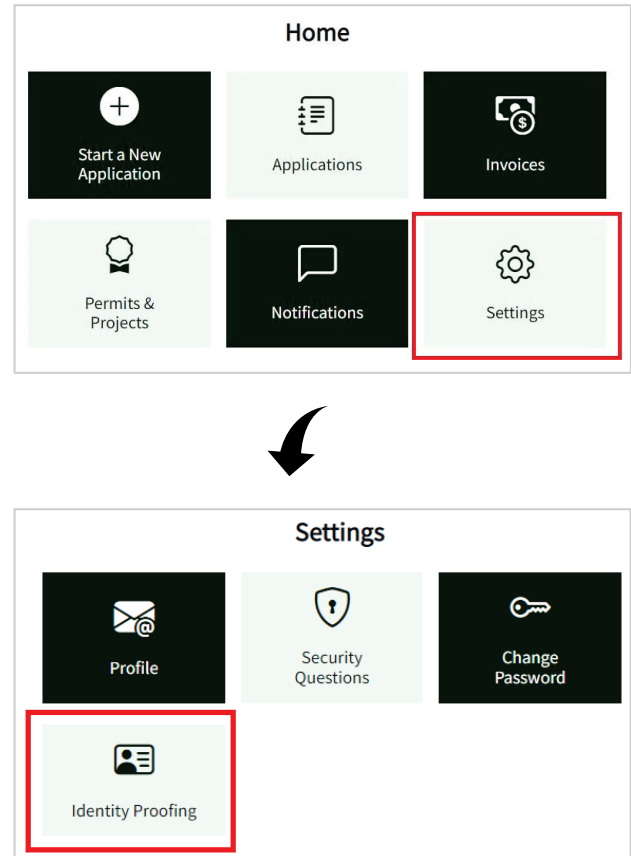 Home
Start a New
Application
Applications
Invoices
Permits &
Projects
Notifications
Settings
Settings
Profile
Security
Questions
Change
Password
Identity Proofing